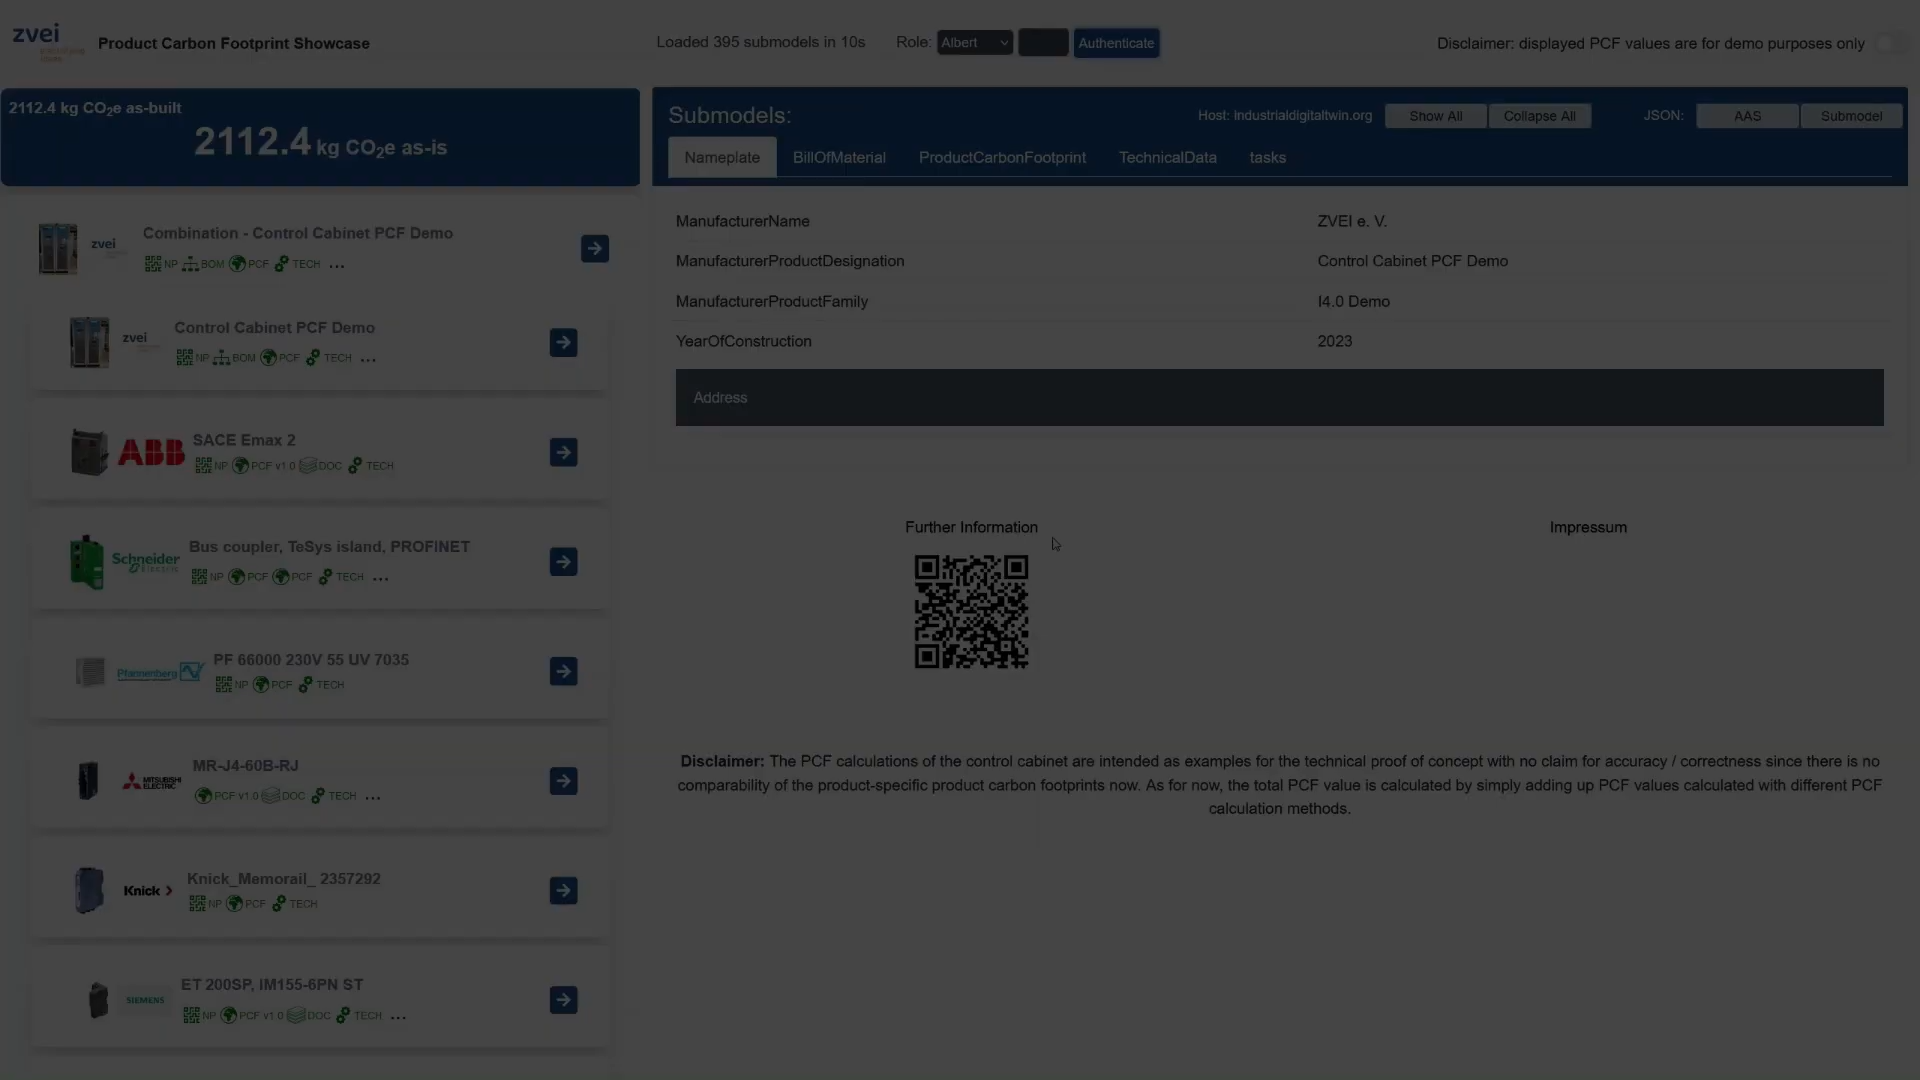 zvei
Product Carbon Footprint Showcase
Loaded 395 submodels in 10s
Role:
Albert
Authenticate
Disclaimer: displayed PCF values are for demo purposes only
2112.4 kg CO2e as-built
2112.4 kg CO2e as-is
Submodels:
Host: industrialdigitaltwin.org
Show All
Collapse All
JSON:
AAS
Submodel
Nameplate
BillOfMaterial
ProductCarbonFootprint
TechnicalData
tasks
zvei
Combination - Control Cabinet PCF Demo
NP BOM PCF TECH ...
zvei
Control Cabinet PCF Demo
NP BOM PCF TECH ...
ABB
SACE Emax 2
NP PCF v1.0 DOC TECH
Schneider
Electric
Bus coupler, TeSys island, PROFINET
NP PCF PCF TECH ...
Pfannenberg
PF 66000 230V 55 UV 7035
NP PCF TECH
MITSUBISHI
ELECTRIC
MR-J4-60B-RJ
PCF v1.0 DOC TECH ...
Knick >
Knick_Memorail_ 2357292
NP PCF TECH
SIEMENS
ET 200SP, IM155-6PN ST
NP PCF v1.0 DOC TECH ...
ManufacturerName
ZVEI e. V.
ManufacturerProductDesignation
Control Cabinet PCF Demo
ManufacturerProductFamily
I4.0 Demo
YearOfConstruction
2023
Address
Further Information
Impressum
Disclaimer: The PCF calculations of the control cabinet are intended as examples for the technical proof of concept with no claim for accuracy / correctness since there is no
comparability of the product-specific product carbon footprints now. As for now, the total PCF value is calculated by simply adding up PCF values calculated with different PCF
calculation methods.